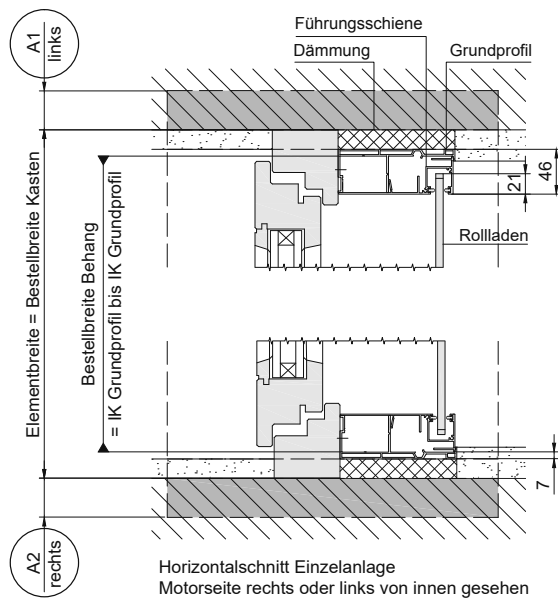 A1
links
Führungsschiene
Dämmung
Grundprofil
46
21
Rollladen
Elementbreite = Bestellbreite Kasten
Bestellbreite Behang
= IK Grundprofil bis IK Grundprofil
7
A2
rechts
Horizontalschnitt Einzelanlage
Motorseite rechts oder links von innen gesehen